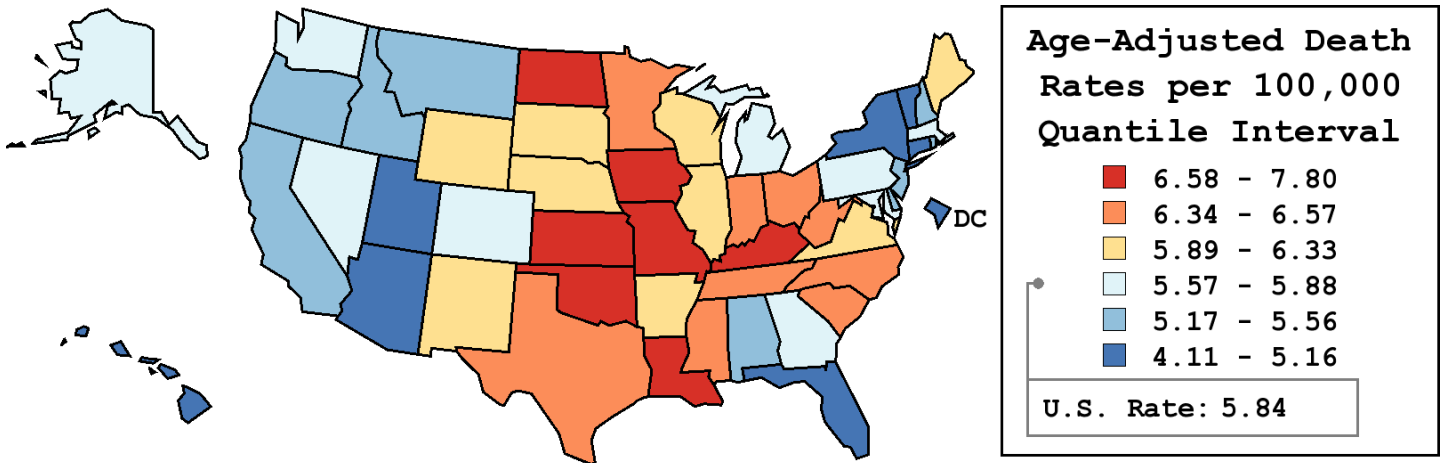 DC
Age-Adjusted Death
Rates per 100,000
Quantile Interval
6.58 - 7.80
6.34 - 6.57
5.89 - 6.33
5.57 - 5.88
5.17 - 5.56
4.11 - 5.16
U.S. Rate: 5.84